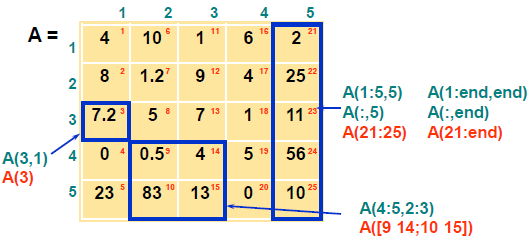 1 2 3 4 5
A =
1 4 1 10 6 1 11 6 16 2 21
2 8 2 1.2 7 9 12 4 17 25 22
3 7.2 3 5 8 7 13 1 18 11 23
4 0 4 0.5 9 4 14 5 19 56 24
5 23 5 83 10 13 15 0 20 10 25
A(1:5,5) A(1:end,end)
A(:,5) A(:,end)
A(21:25) A(21:end)
A(3,1)
A(3)
A(4:5,2:3)
A([9 14;10 15])